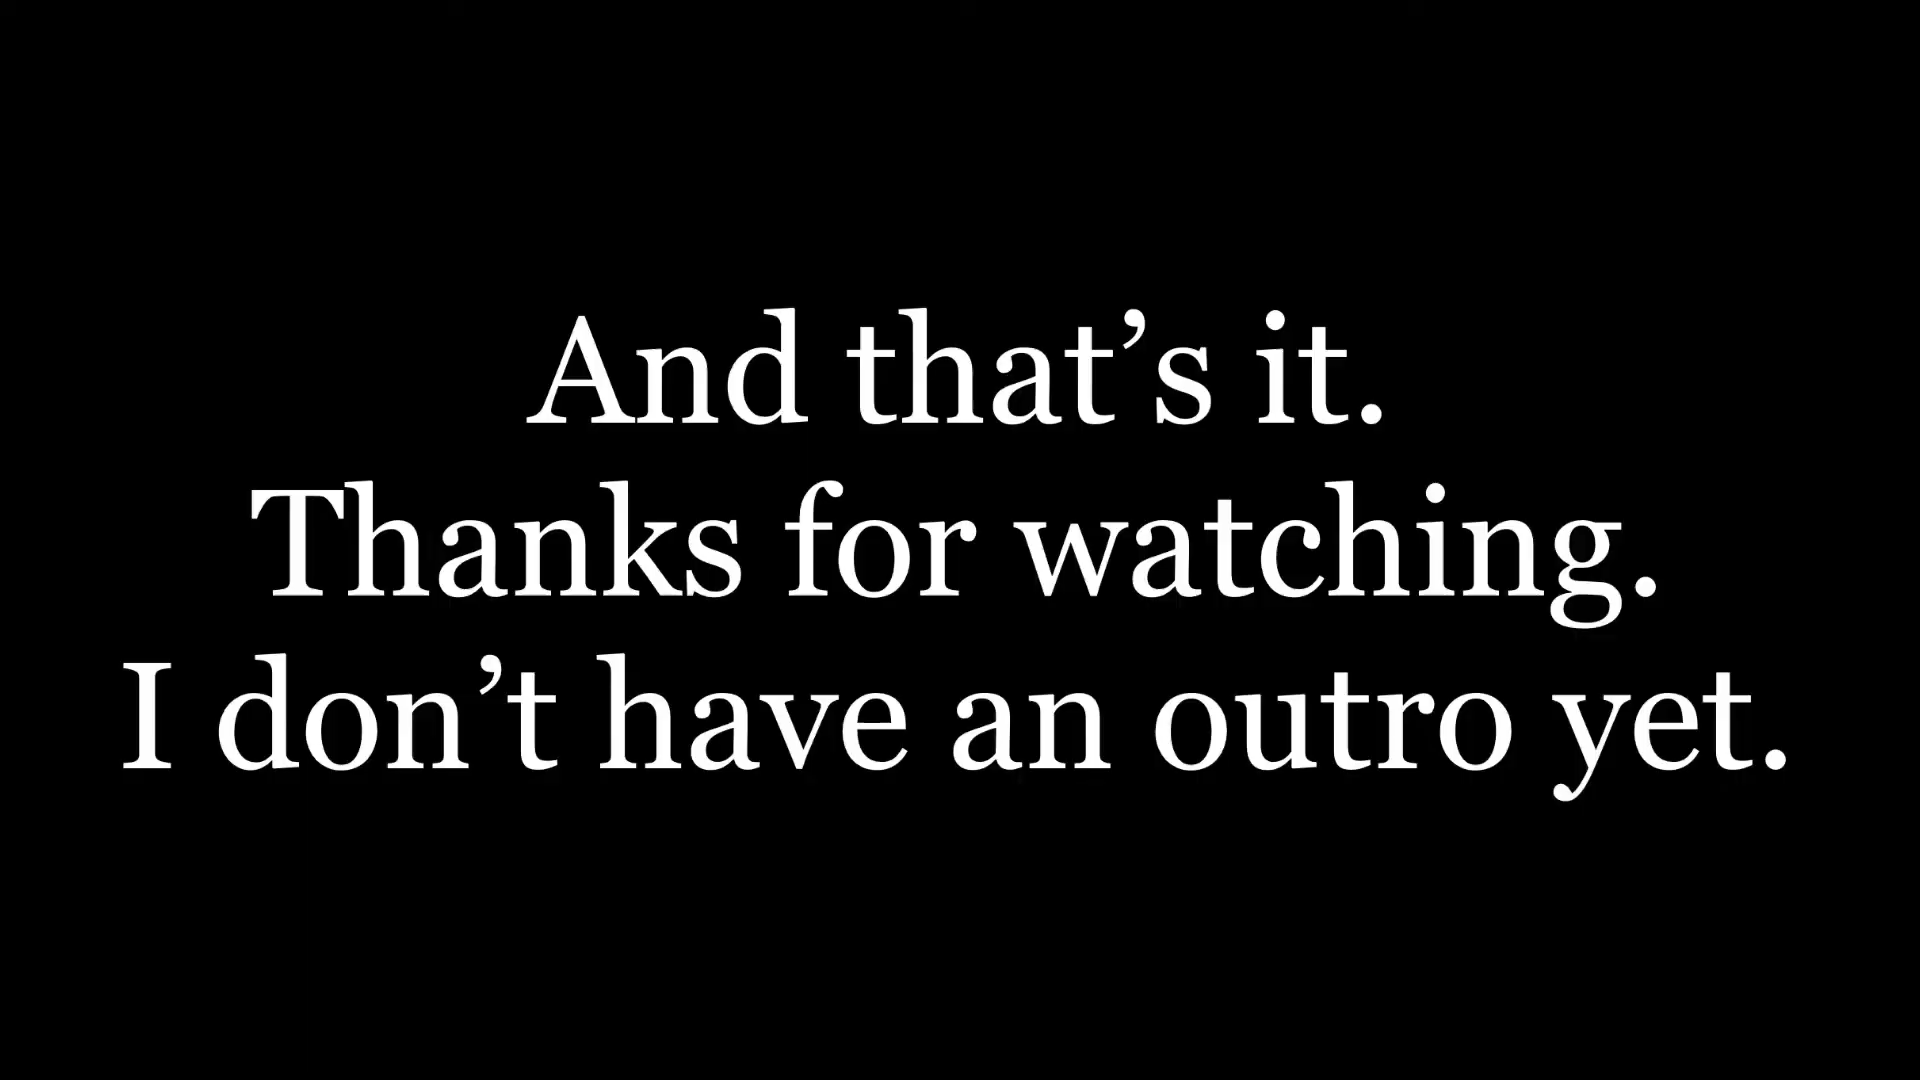 And that’s it.
Thanks for watching.
I don’t have an outro yet.